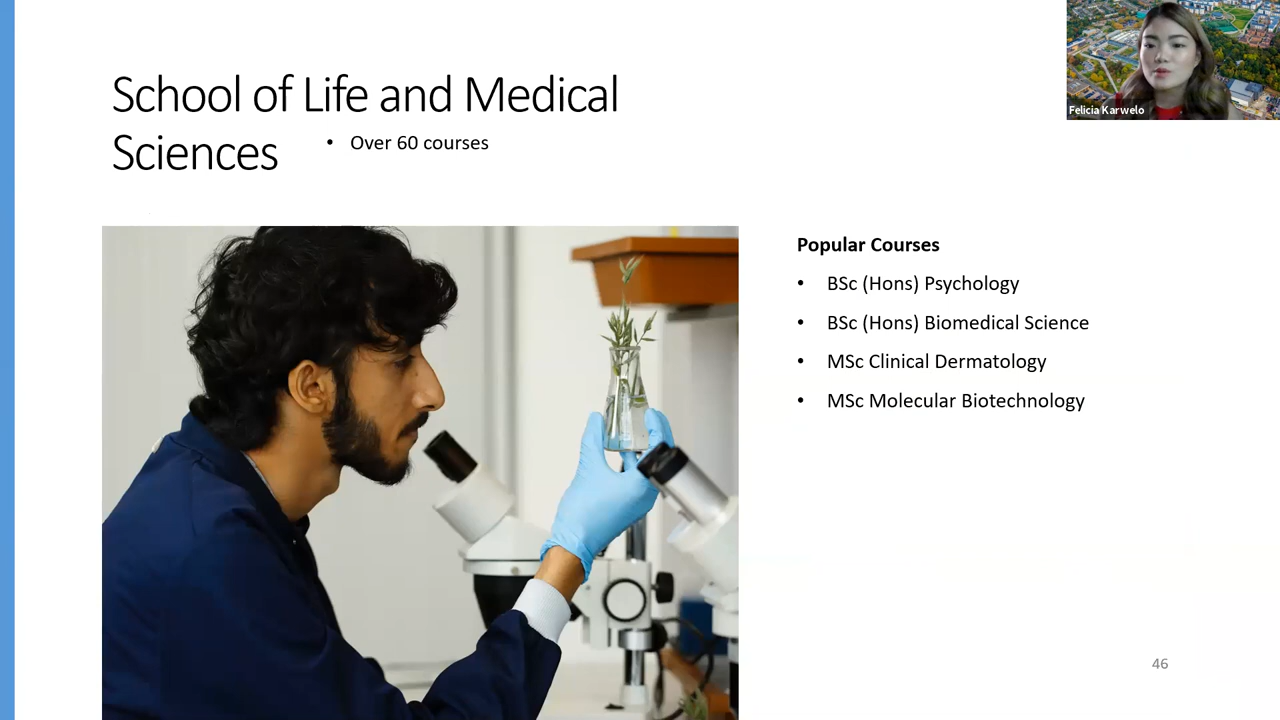 School of Life and Medical
Sciences
• Over 60 courses
Felicia Karwelo
Popular Courses
• BSc (Hons) Psychology
• BSc (Hons) Biomedical Science
• MSc Clinical Dermatology
• MSc Molecular Biotechnology
46